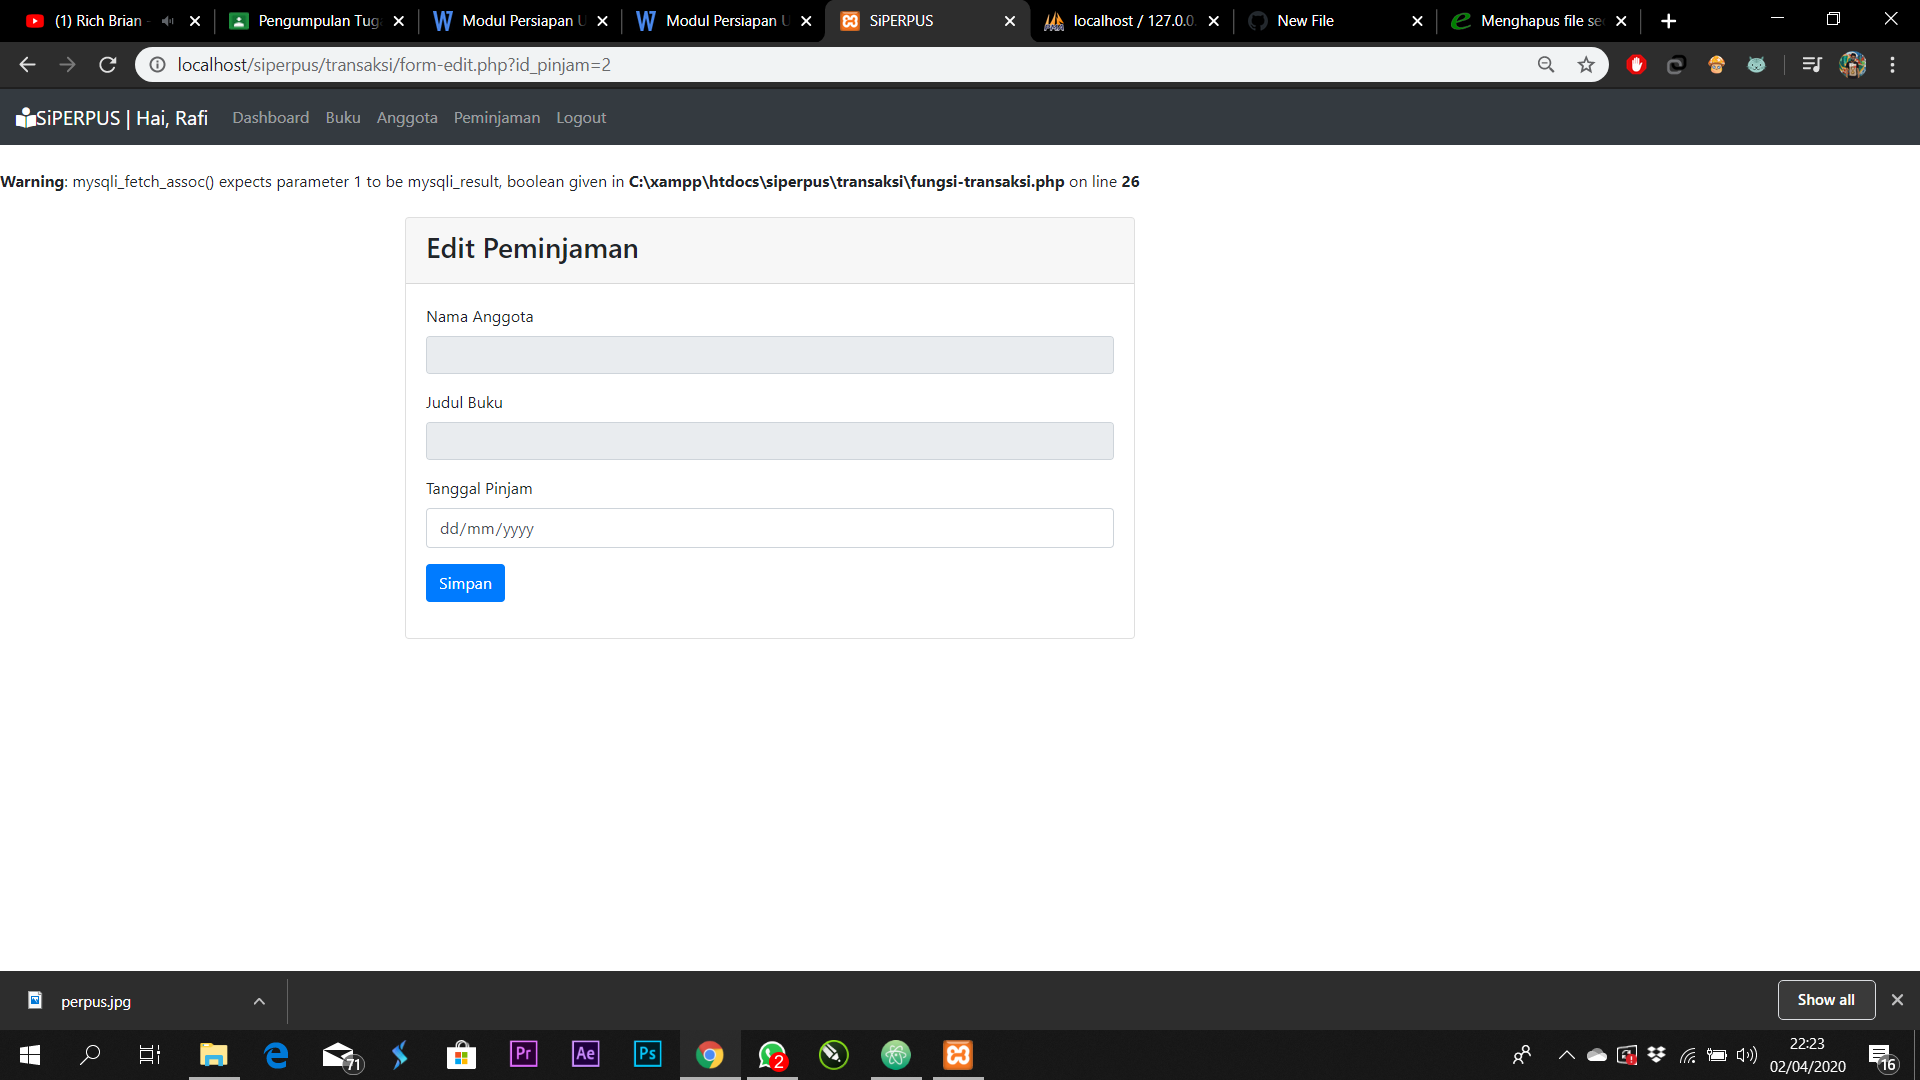 (1) Rich Brian -
Pengumpulan Tuga
Modul Persiapan U
Modul Persiapan U
SiPERPUS
localhost / 127.0.0.
New File
Menghapus file se
localhost/siperpus/transaksi/form-edit.php?id_pinjam=2
SiPERPUS | Hai, Rafi Dashboard Buku Anggota Peminjaman Logout
Warning: mysqli_fetch_assoc() expects parameter 1 to be mysqli_result, boolean given in C:\xampp\htdocs\siperpus\transaksi\fungsi-transaksi.php on line 26
Edit Peminjaman
Nama Anggota
Judul Buku
Tanggal Pinjam
dd/mm/yyyy
Simpan
perpus.jpg
Show all
71
Pr
Ae
Ps
2
22:23
02/04/2020
16